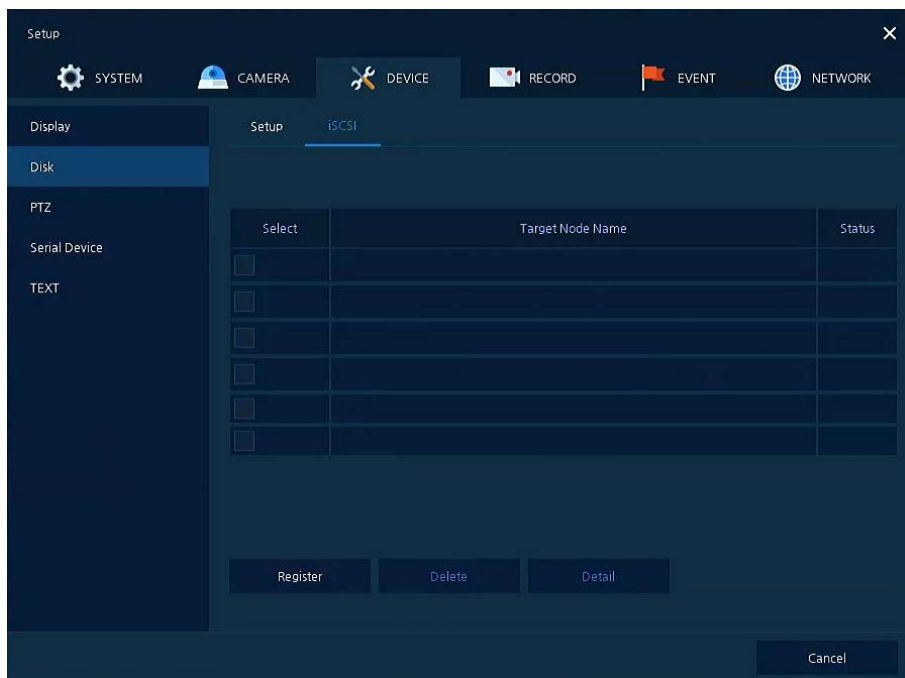 Setup
SYSTEM CAMERA DEVICE RECORD EVENT NETWORK
Display
Disk
PTZ
Serial Device
TEXT
Setup iSCSI
Select Target Node Name Status
Register Delete Detail
Cancel